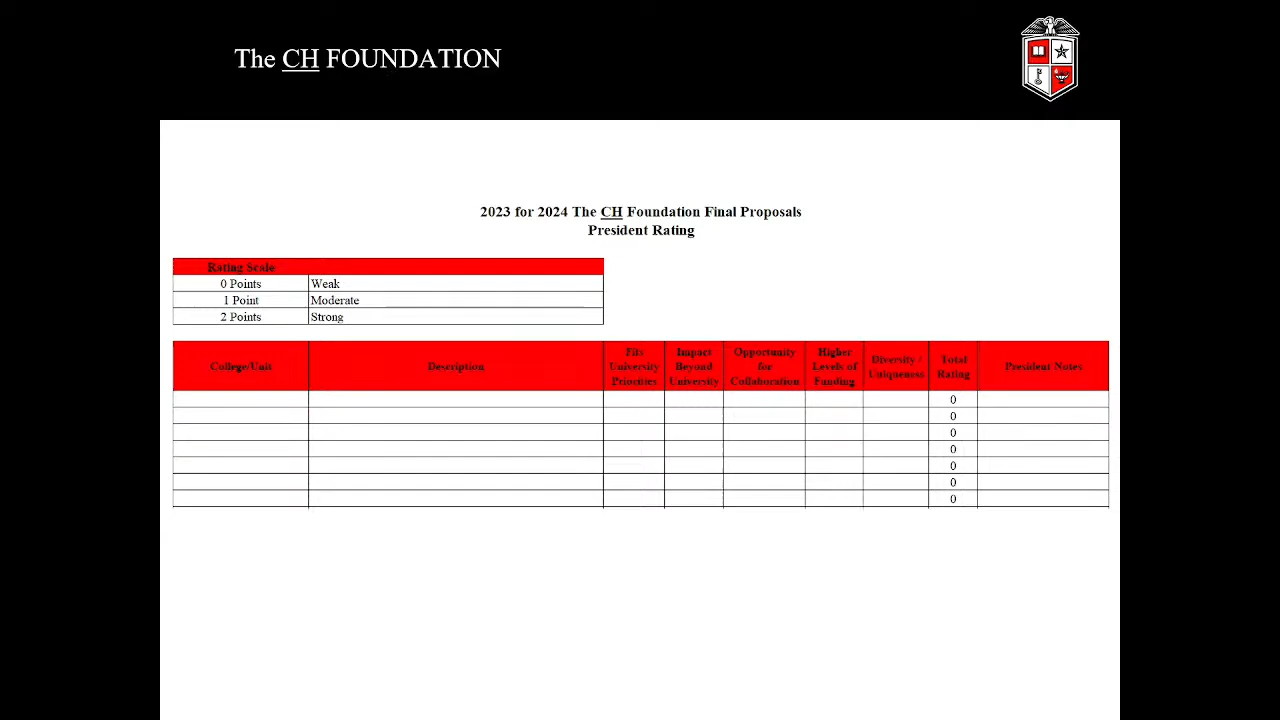 The CH FOUNDATION
2023 for 2024 The CH Foundation Final Proposals
President Rating
Rating Scale
0 Points Weak
1 Point Moderate
2 Points Strong
College/Unit Description Fits University Priorities Impact Beyond University Opportunity for Collaboration Higher Levels of Funding Diversity / Uniqueness Total Rating President Notes
0
0
0
0
0
0
0